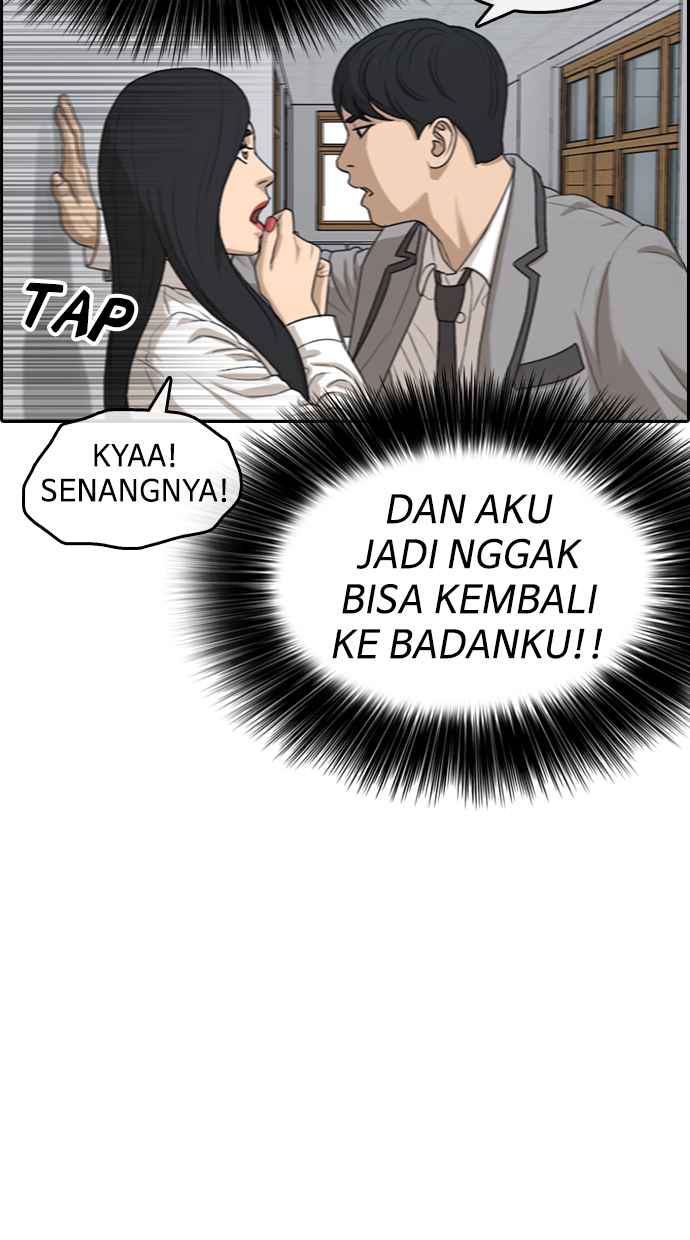 TAP
KYAA!
SENANGNYA!
DAN AKU
JADI NGGAK
BISA KEMBALI
KE BADANKU!!